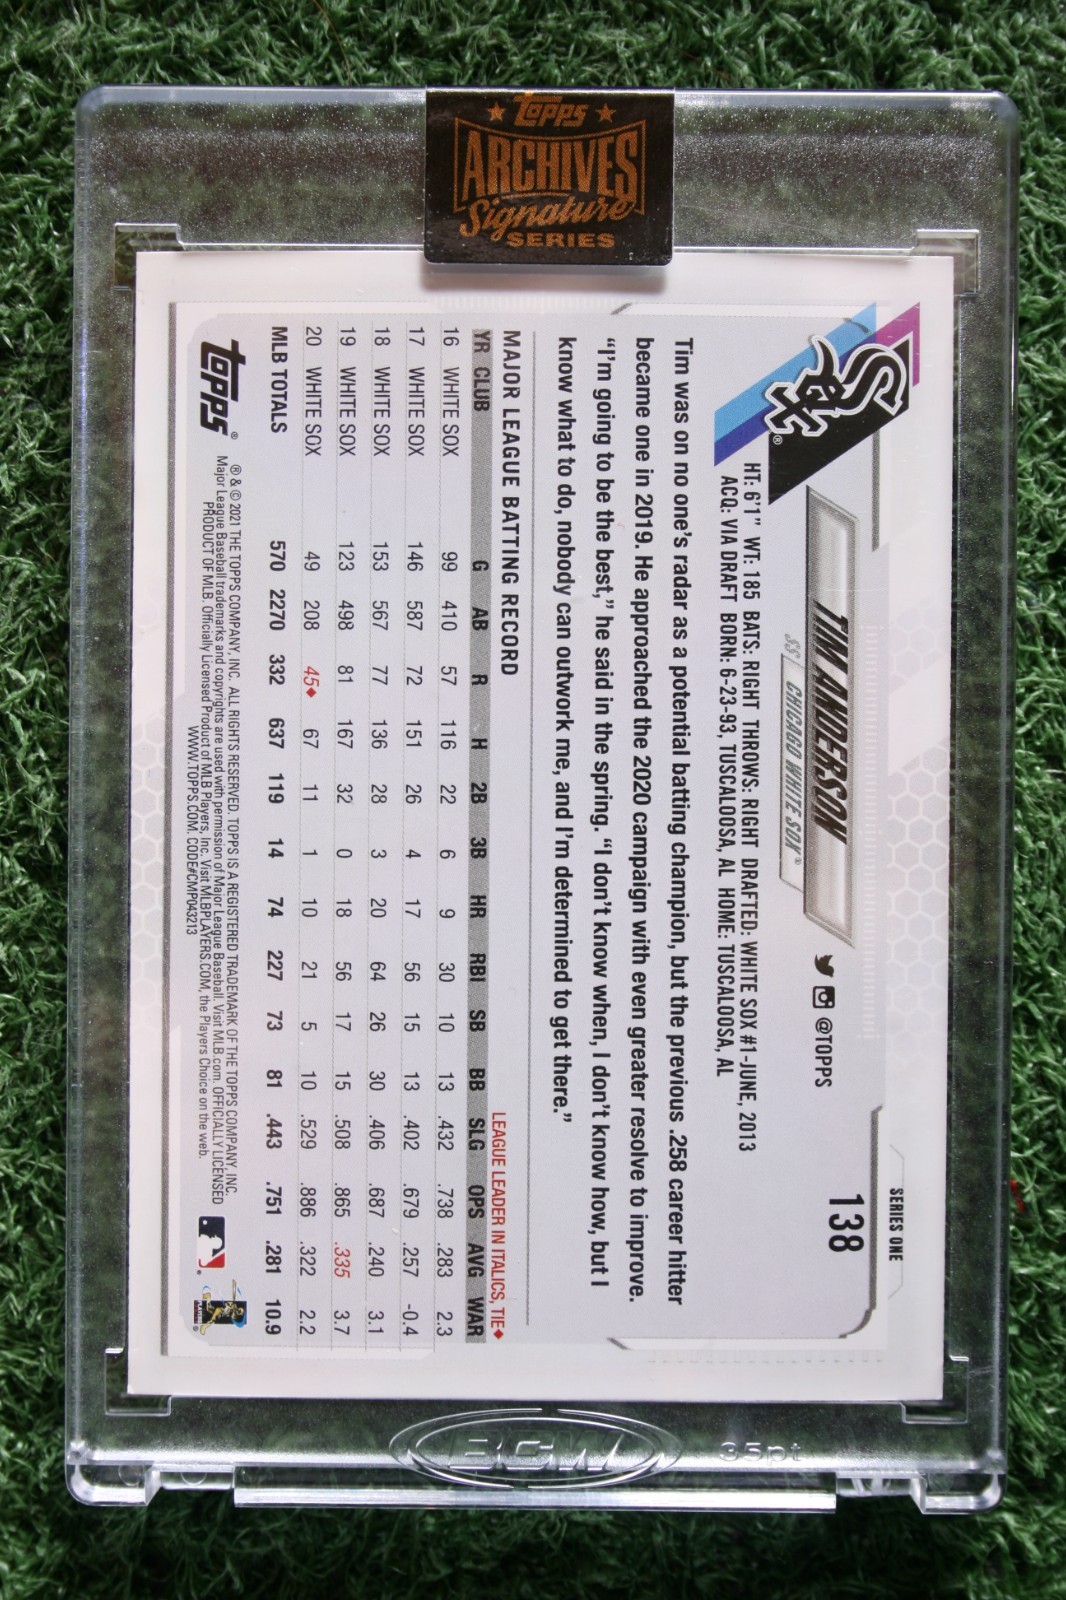 Topps
ARCHIVES
Signature
SERIES
SERIES ONE
138
TIM ANDERSON
SS CHICAGO WHITE SOX®
@TOPPS
Sox
®
HT: 6'1" WT: 185 BATS: RIGHT THROWS: RIGHT DRAFTED: WHITE SOX #1-JUNE, 2013
ACQ: VIA DRAFT BORN: 6-23-93, TUSCALOOSA, AL HOME: TUSCALOOSA, AL
Tim was on no one's radar as a potential batting champion, but the previous .258 career hitter
became one in 2019. He approached the 2020 campaign with even greater resolve to improve.
“I'm going to be the best,” he said in the spring. “I don't know when, I don't know how, but I
know what to do, nobody can outwork me, and I'm determined to get there.”
MAJOR LEAGUE BATTING RECORD
LEAGUE LEADER IN ITALICS, TIE♦
YR CLUB G AB R H 2B 3B HR RBI SB BB SLG OPS AVG WAR
16 WHITE SOX 99 410 57 116 22 6 9 30 10 13 .432 .738 .283 2.3
17 WHITE SOX 146 587 72 151 26 4 17 56 15 13 .402 .679 .257 -0.4
18 WHITE SOX 153 567 77 136 28 3 20 64 26 30 .406 .687 .240 3.1
19 WHITE SOX 123 498 81 167 32 0 18 56 17 15 .508 .865 .335 3.7
20 WHITE SOX 49 208 45♦ 67 11 1 10 21 5 10 .529 .886 .322 2.2
MLB TOTALS 570 2270 332 637 119 14 74 227 73 81 .443 .751 .281 10.9
Topps®
® & © 2021 THE TOPPS COMPANY, INC. ALL RIGHTS RESERVED. TOPPS IS A REGISTERED TRADEMARK OF THE TOPPS COMPANY, INC.
Major League Baseball trademarks and copyrights are used with permission of Major League Baseball. Visit MLB.com. OFFICIALLY LICENSED
PRODUCT OF MLB. Officially Licensed Product of MLB Players, Inc. Visit MLBPLAYERS.COM, the Players Choice on the web.
WWW.TOPPS.COM. CODE#CMP043213
BCW
35pt